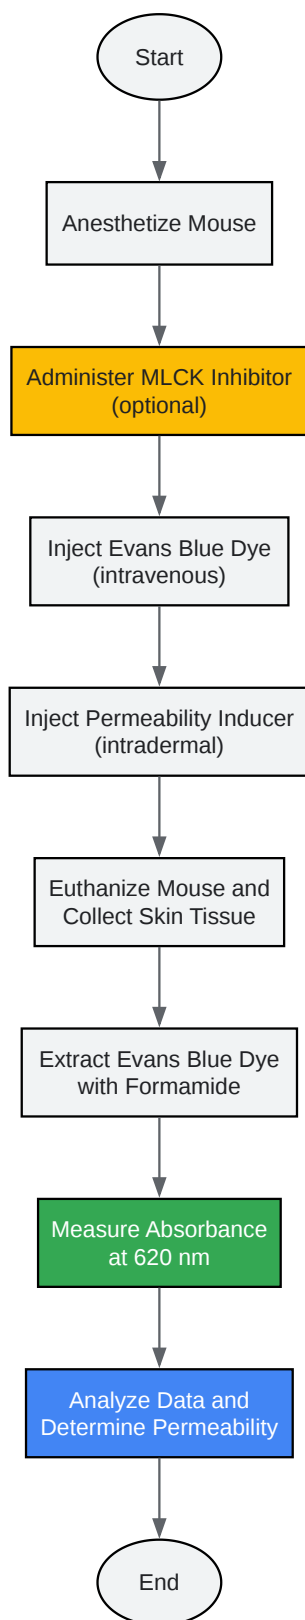 Start
Anesthetize Mouse
Administer MLCK Inhibitor
(optional)
Inject Evans Blue Dye
(intravenous)
Inject Permeability Inducer
(intradermal)
Euthanize Mouse and
Collect Skin Tissue
Extract Evans Blue Dye
with Formamide
Measure Absorbance
at 620 nm
Analyze Data and
Determine Permeability
End